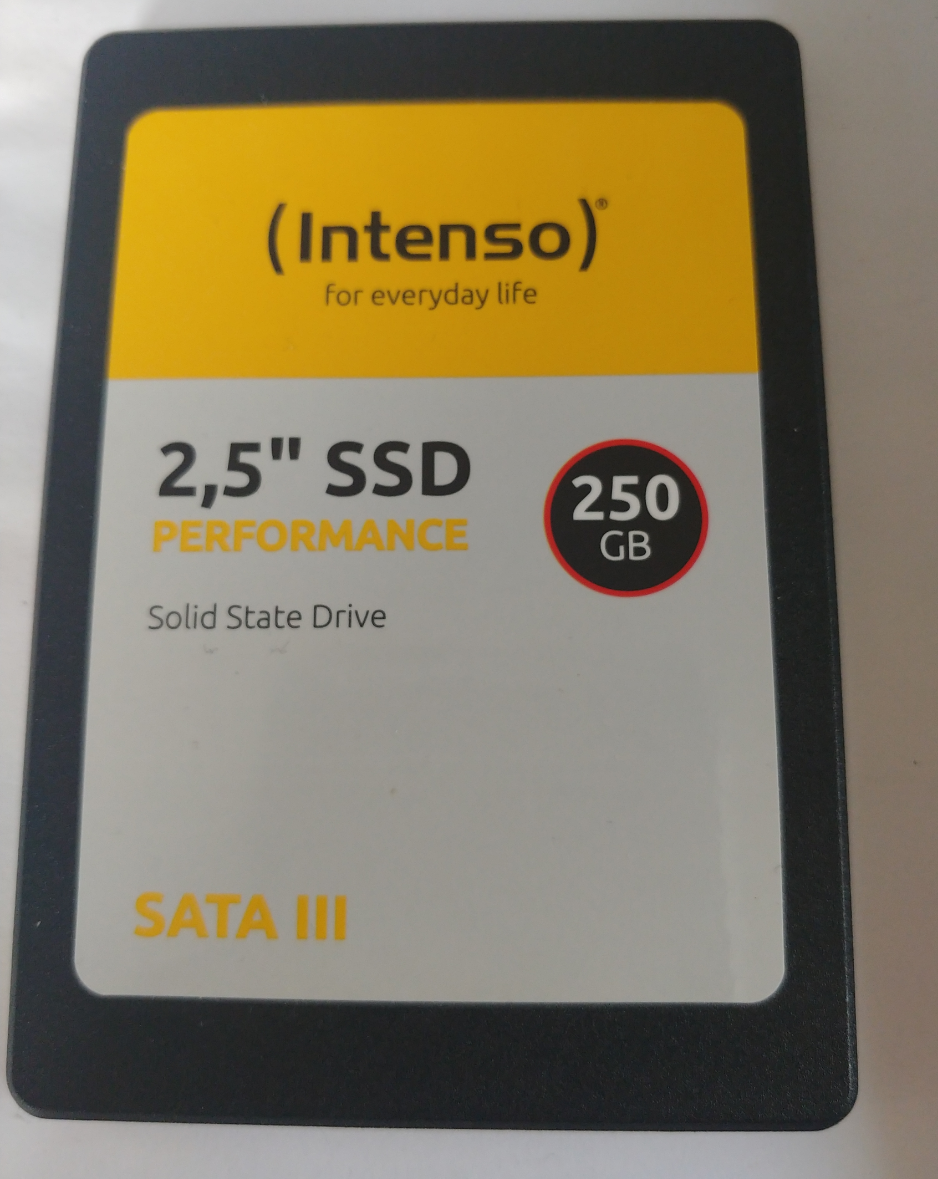 (Intenso)®
for everyday life
2,5" SSD
PERFORMANCE
250
GB
Solid State Drive
SATA III